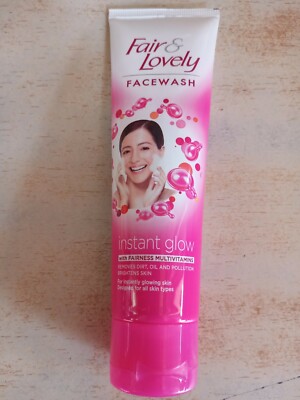 Fair & Lovely
FACEWASH
instant glow
with FAIRNESS MULTIVITAMINS
REMOVES DIRT, OIL AND POLLUTION
BRIGHTENS SKIN
For instantly glowing skin
Designed for all skin types